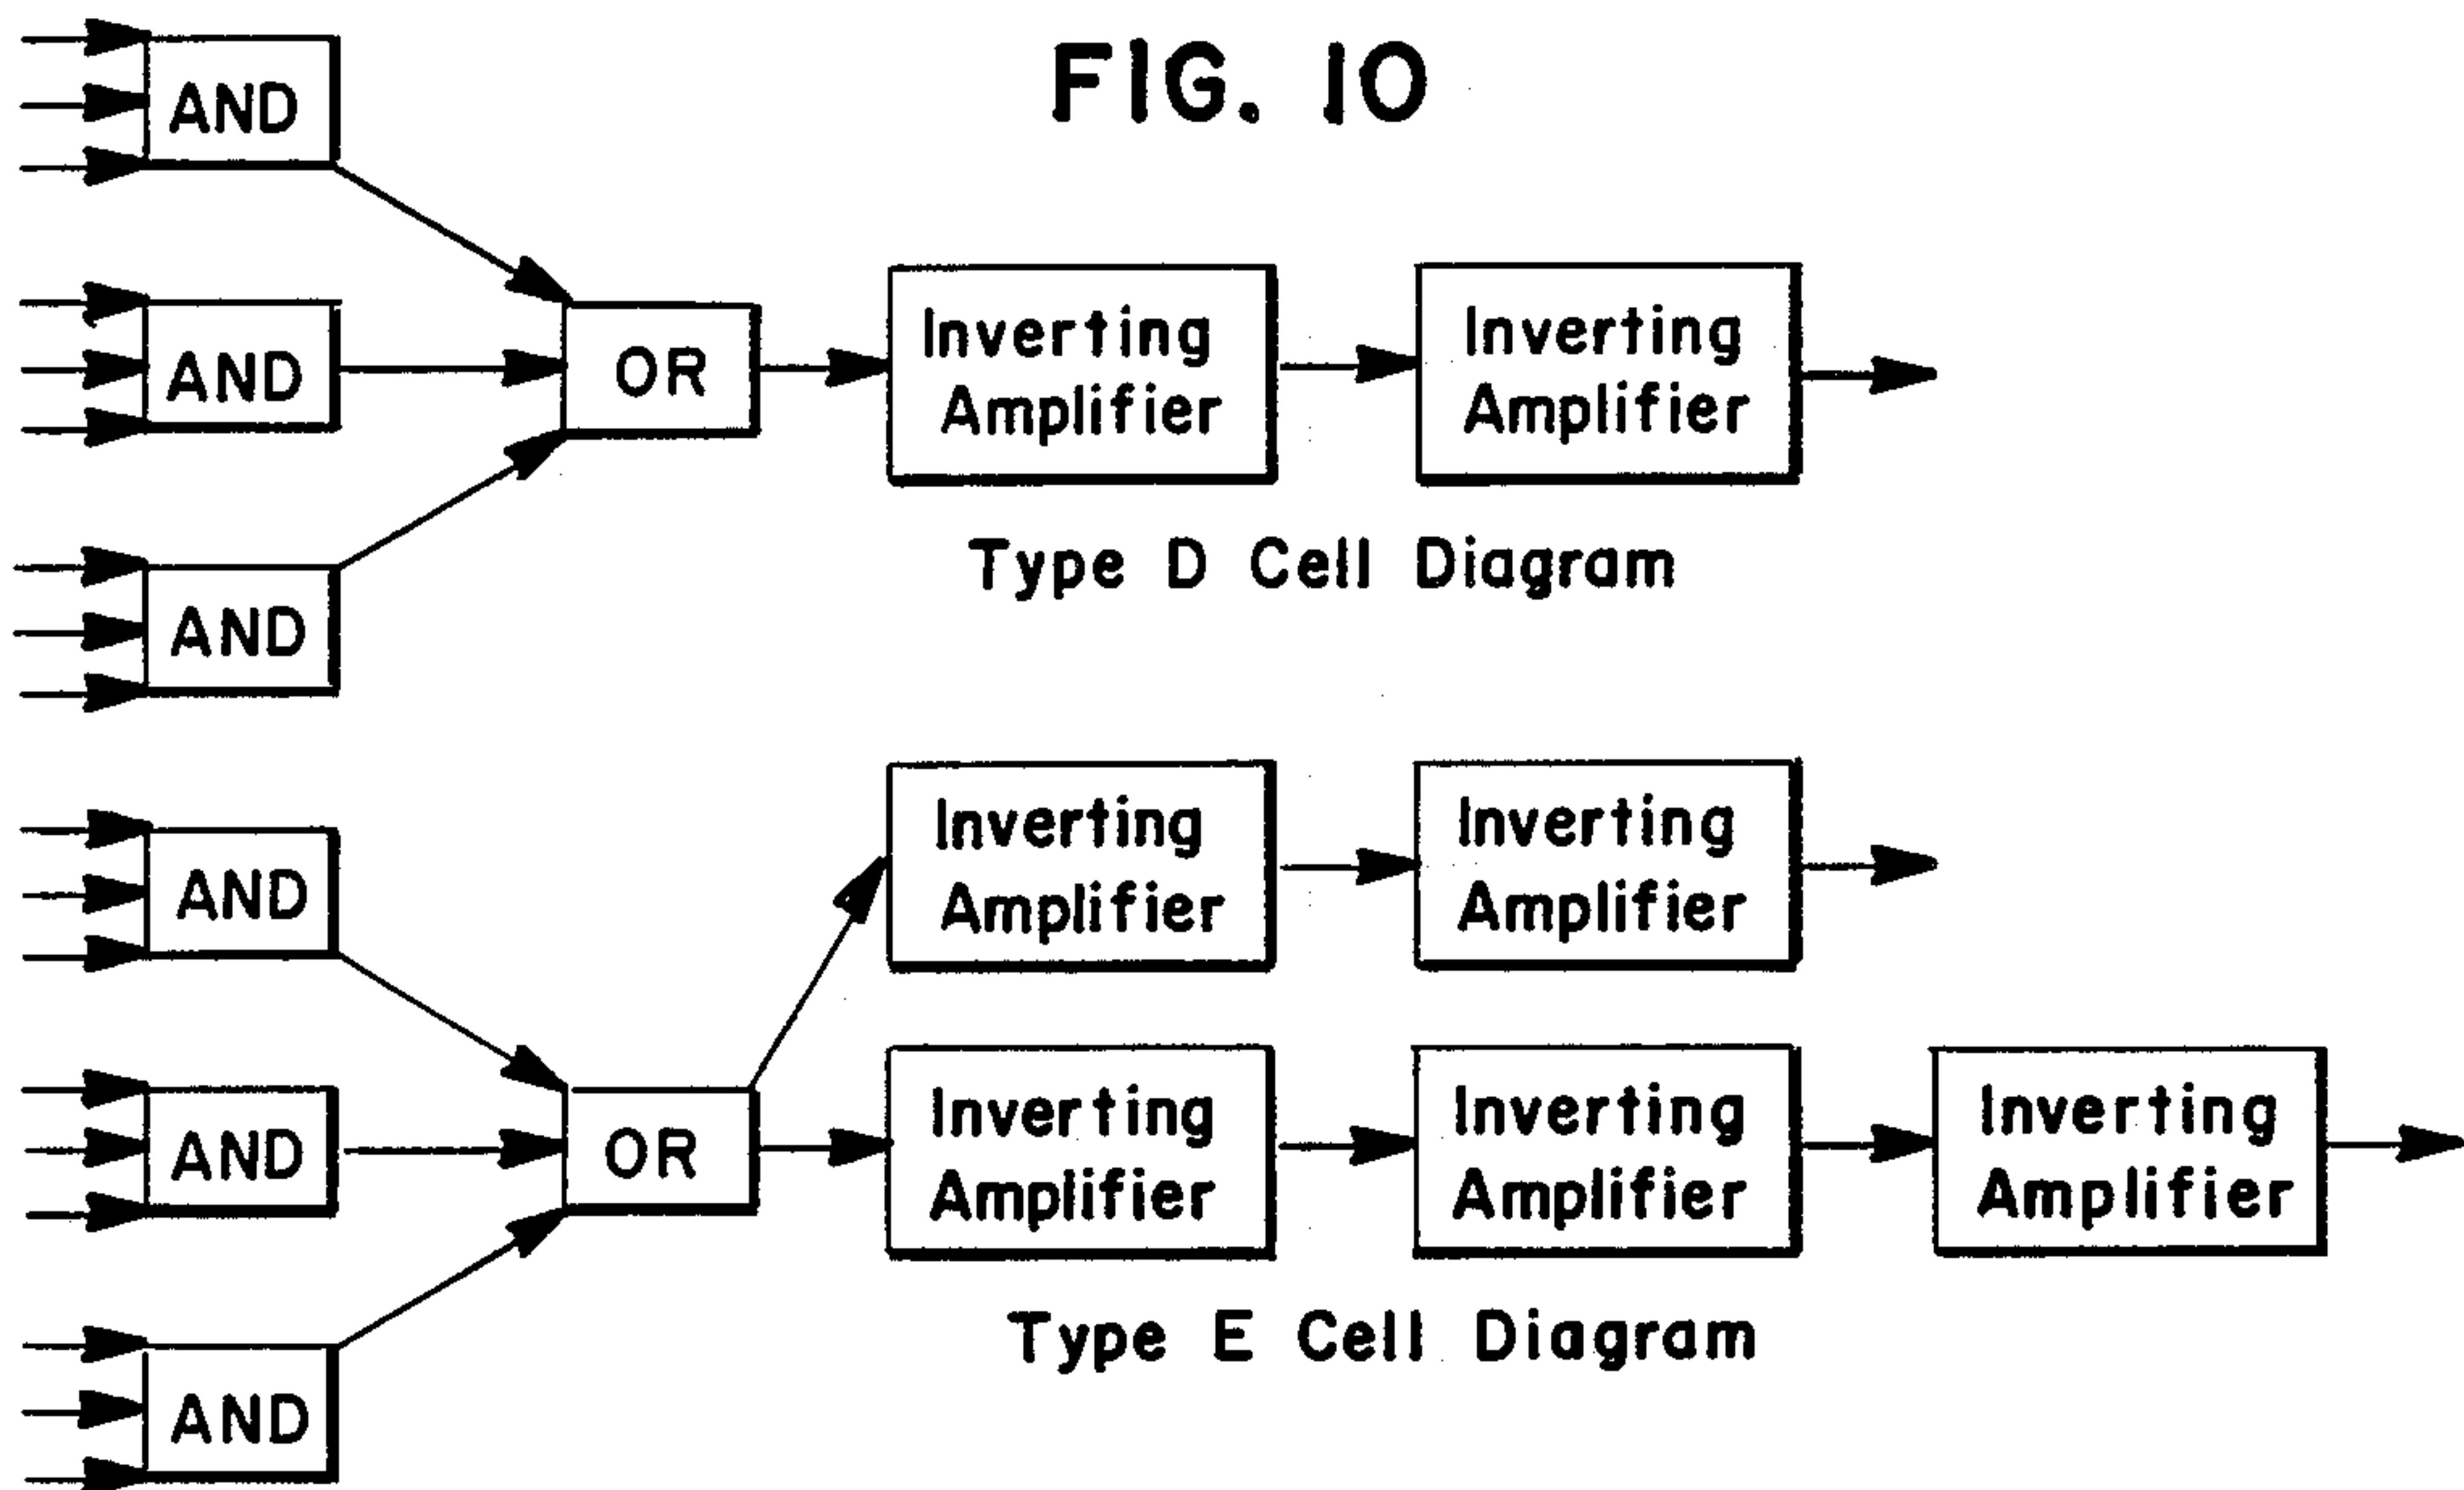 FIG. 10
AND
AND
AND
OR
Inverting
Amplifier
Inverting
Amplifier
Type D Cell Diagram
AND
AND
AND
OR
Inverting
Amplifier
Inverting
Amplifier
Inverting
Amplifier
Inverting
Amplifier
Inverting
Amplifier
Type E Cell Diagram